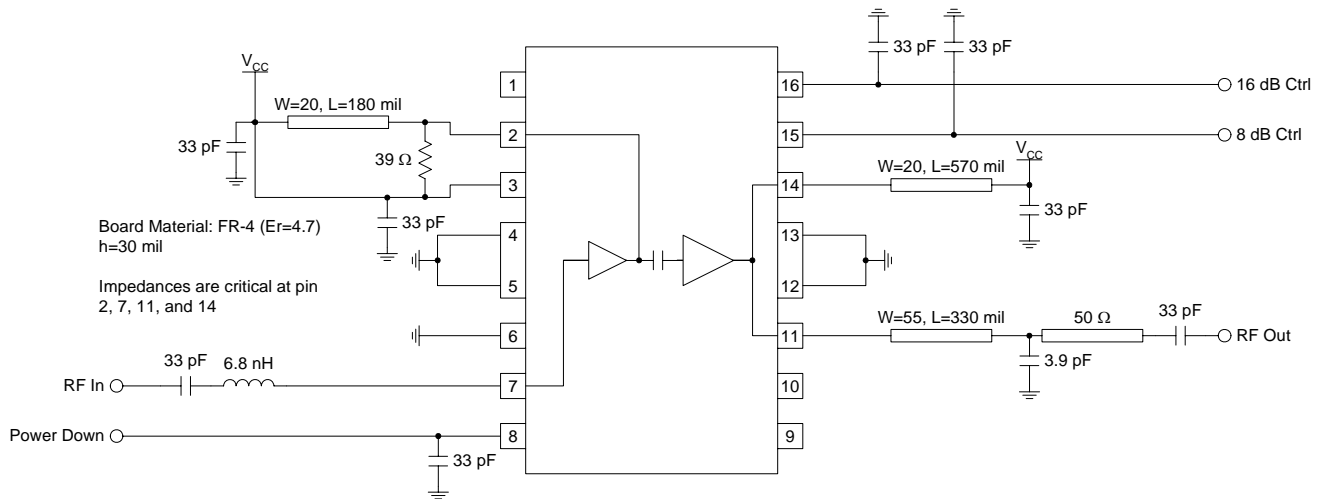 33 pF
33 pF
V_CC
1
16
16 dB Ctrl
W=20, L=180 mil
2
15
8 dB Ctrl
33 pF
39 Ω
V_CC
W=20, L=570 mil
3
14
33 pF
33 pF
Board Material: FR-4 (Er=4.7)
h=30 mil
4
13
5
12
Impedances are critical at pin
2, 7, 11, and 14
W=55, L=330 mil
50 Ω
33 pF
6
11
RF Out
3.9 pF
33 pF
6.8 nH
RF In
7
10
Power Down
8
9
33 pF